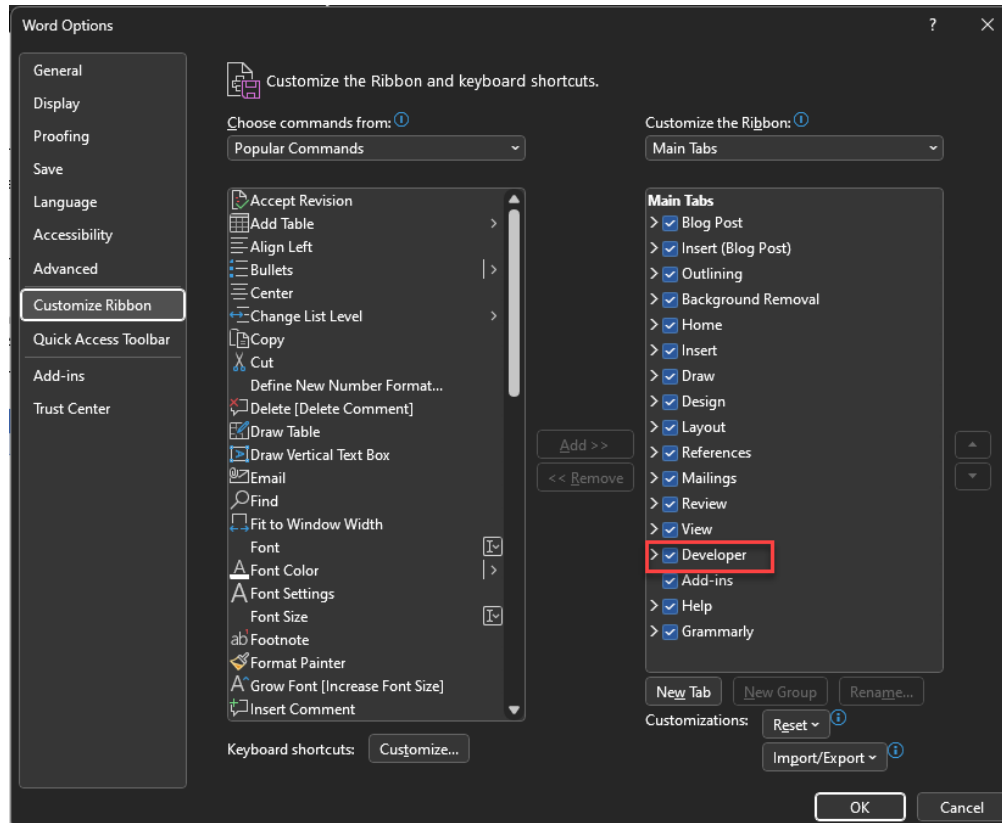 Word Options
?
General
Display
Proofing
Save
Language
Accessibility
Advanced
Customize Ribbon
Quick Access Toolbar
Add-ins
Trust Center
Customize the Ribbon and keyboard shortcuts.
Choose commands from:
Popular Commands
Accept Revision
Add Table
Align Left
Bullets
Center
Change List Level
Copy
Cut
Define New Number Format...
Delete [Delete Comment]
Draw Table
Draw Vertical Text Box
Email
Find
Fit to Window Width
Font
Font Color
Font Settings
Font Size
Footnote
Format Painter
Grow Font [Increase Font Size]
Insert Comment
Keyboard shortcuts: Customize...
Add >>
<< Remove
Customize the Ribbon:
Main Tabs
Main Tabs
Blog Post
Insert (Blog Post)
Outlining
Background Removal
Home
Insert
Draw
Design
Layout
References
Mailings
Review
View
Developer
Add-ins
Help
Grammarly
New Tab New Group Rename...
Customizations: Reset
Import/Export
OK Cancel